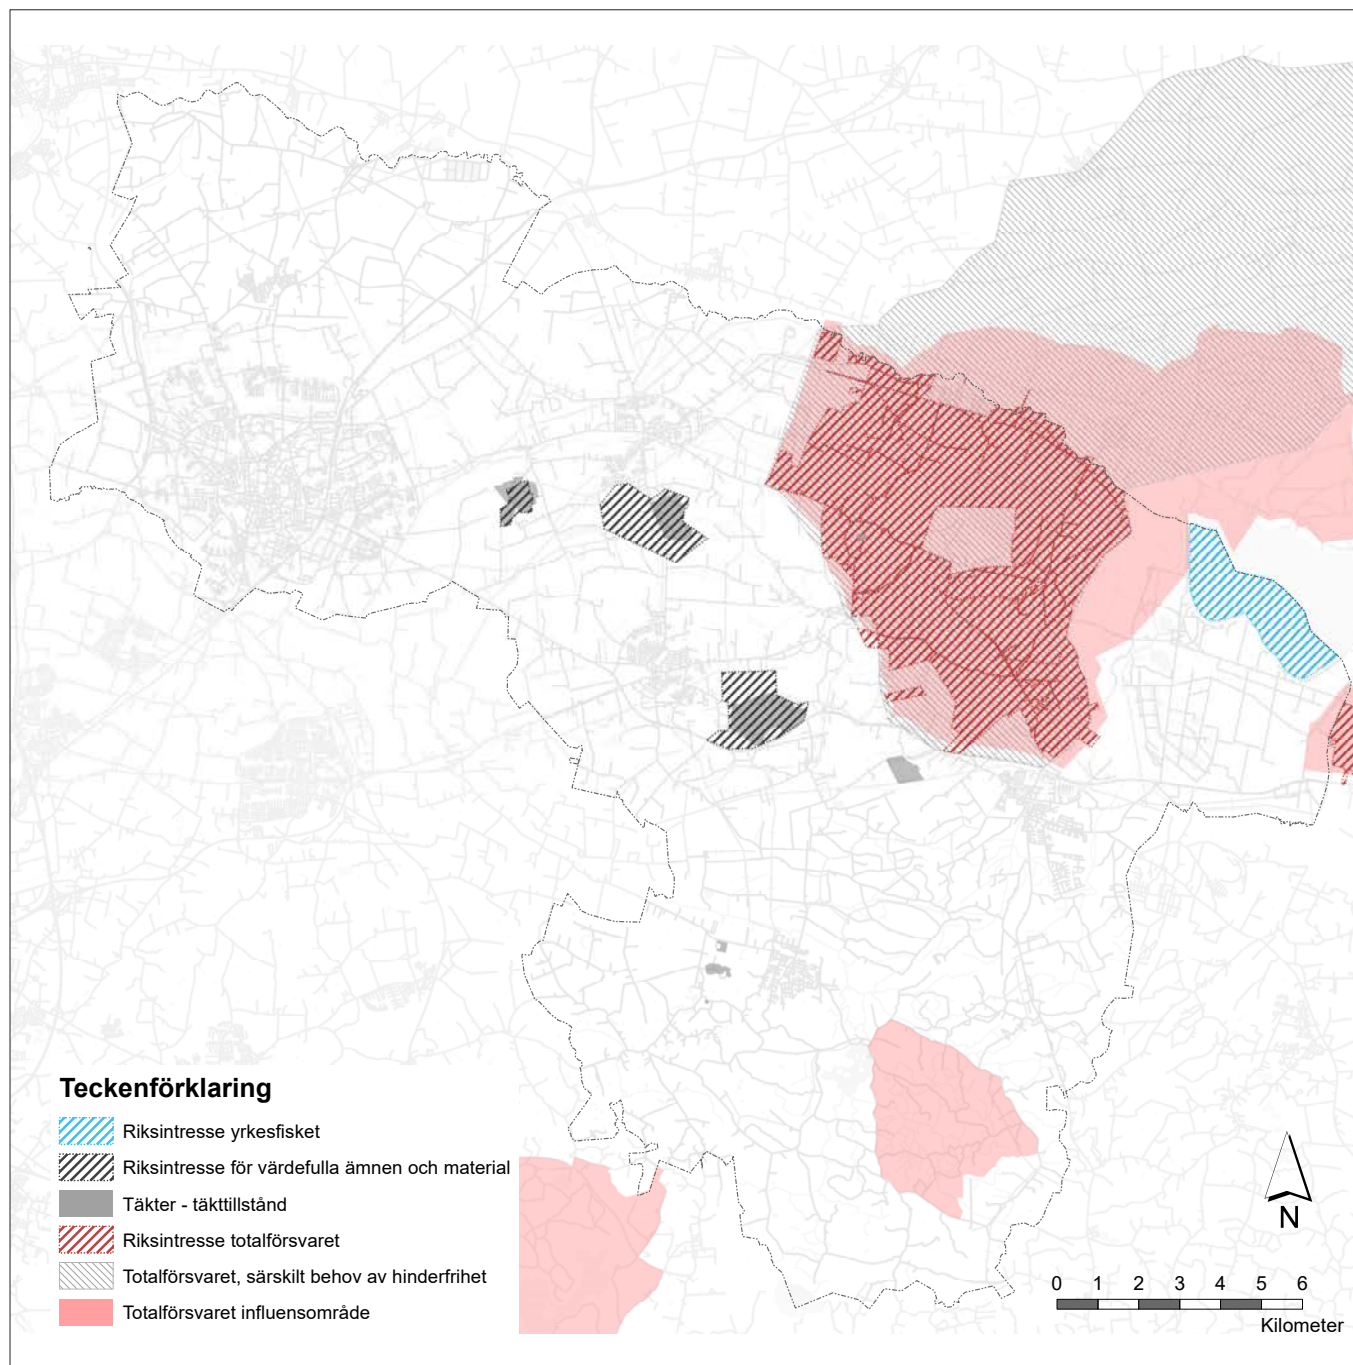 Teckenförklaring
Riksintresse yrkesfisket
Riksintresse för värdefulla ämnen och material
Täkter - täkttillstånd
Riksintresse totalförsvaret
Totalförsvaret, särskilt behov av hinderfrihet
Totalförsvaret influensområde
N
0 1 2 3 4 5 6
Kilometer